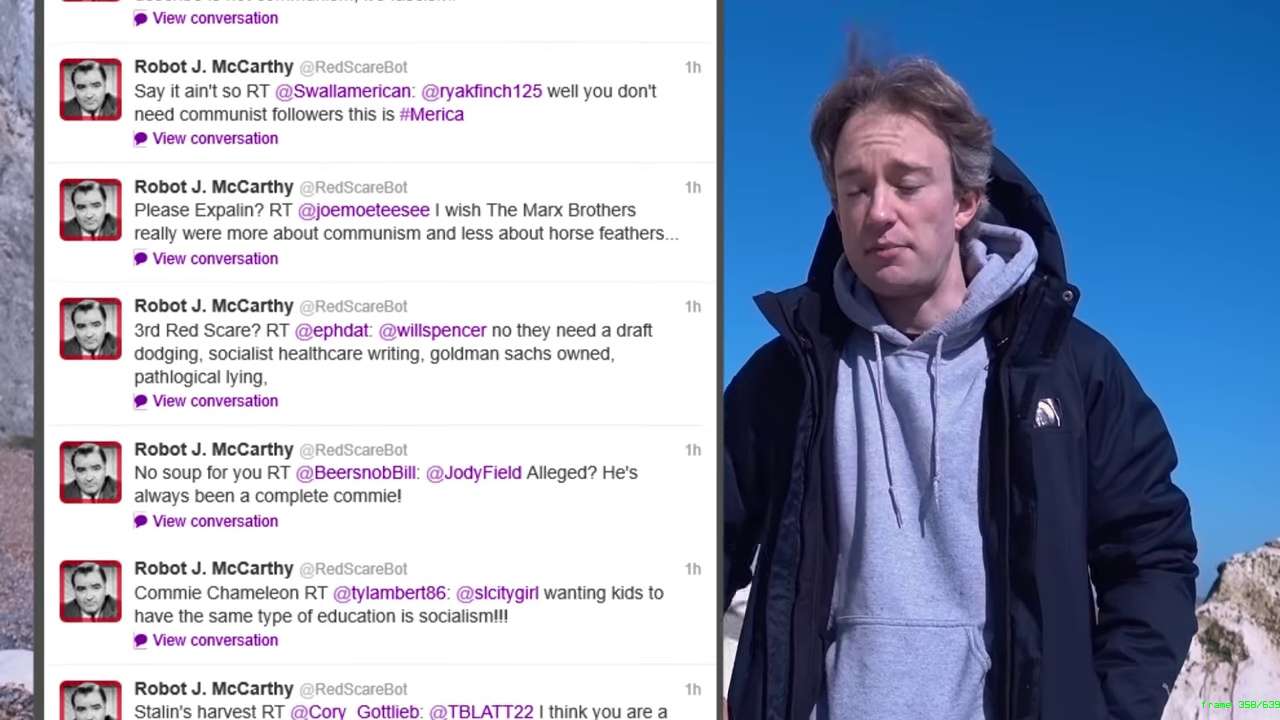 View conversation
Robot J. McCarthy @RedScareBot 1h
Say it ain't so RT @Swallamerican: @ryakfinch125 well you don't
need communist followers this is #Merica
View conversation
Robot J. McCarthy @RedScareBot 1h
Please Expalin? RT @joemoeteesee I wish The Marx Brothers
really were more about communism and less about horse feathers...
View conversation
Robot J. McCarthy @RedScareBot 1h
3rd Red Scare? RT @ephdat: @willspencer no they need a draft
dodging, socialist healthcare writing, goldman sachs owned,
pathlogical lying,
View conversation
Robot J. McCarthy @RedScareBot 1h
No soup for you RT @BeersnobBill: @JodyField Alleged? He's
always been a complete commie!
View conversation
Robot J. McCarthy @RedScareBot 1h
Commie Chameleon RT @tylambert86: @slcitygirl wanting kids to
have the same type of education is socialism!!!
View conversation
Robot J. McCarthy @RedScareBot 1h
Stalin's harvest RT @Cory_Gottlieb: @TBLATT22 I think you are a
frame 358/639